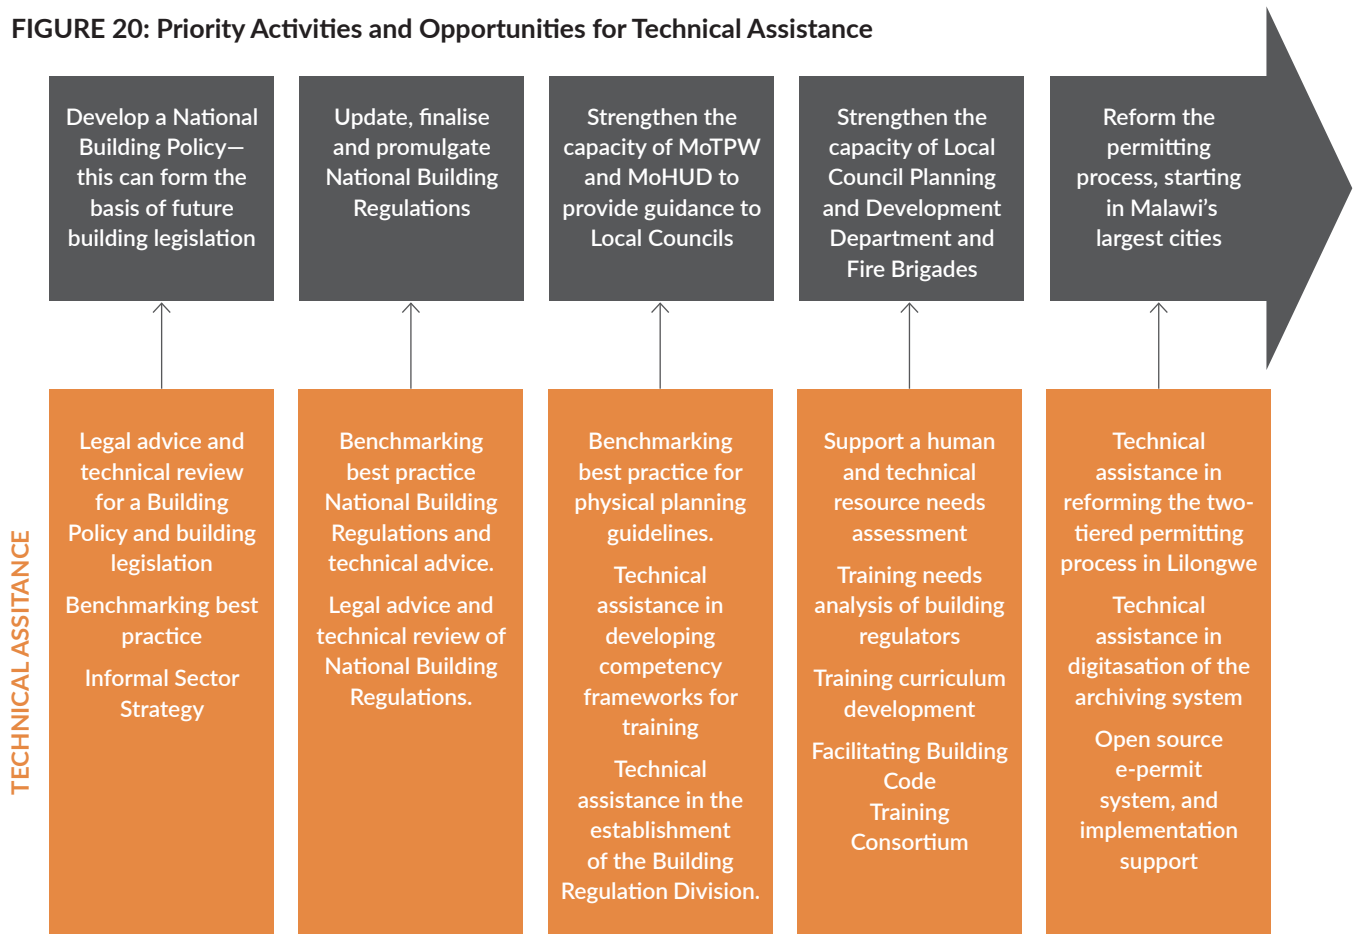 FIGURE 20: Priority Activities and Opportunities for Technical Assistance
Develop a National
Building Policy—
this can form the
basis of future
building legislation
Update, finalise
and promulgate
National Building
Regulations
Strengthen the
capacity of MoTPW
and MoHUD to
provide guidance to
Local Councils
Strengthen the
capacity of Local
Council Planning
and Development
Department and
Fire Brigades
Reform the
permitting
process, starting
in Malawi's
largest cities
TECHNICAL ASSITANCE
Legal advice and
technical review
for a Building
Policy and building
legislation
Benchmarking best
practice
Informal Sector
Strategy
Benchmarking
best practice
National Building
Regulations and
technical advice.
Legal advice and
technical review of
National Building
Regulations.
Benchmarking
best practice for
physical planning
guidelines.
Technical
assistance in
developing
competency
frameworks for
training
Technical
assistance in the
establishment
of the Building
Regulation Division.
Support a human
and technical
resource needs
assessment
Training needs
analysis of building
regulators
Training curriculum
development
Facilitating Building
Code
Training
Consortium
Technical
assistance in
reforming the two-
tiered permitting
process in Lilongwe
Technical
assistance in
digitasation of the
archiving system
Open source
e-permit
system, and
implementation
support